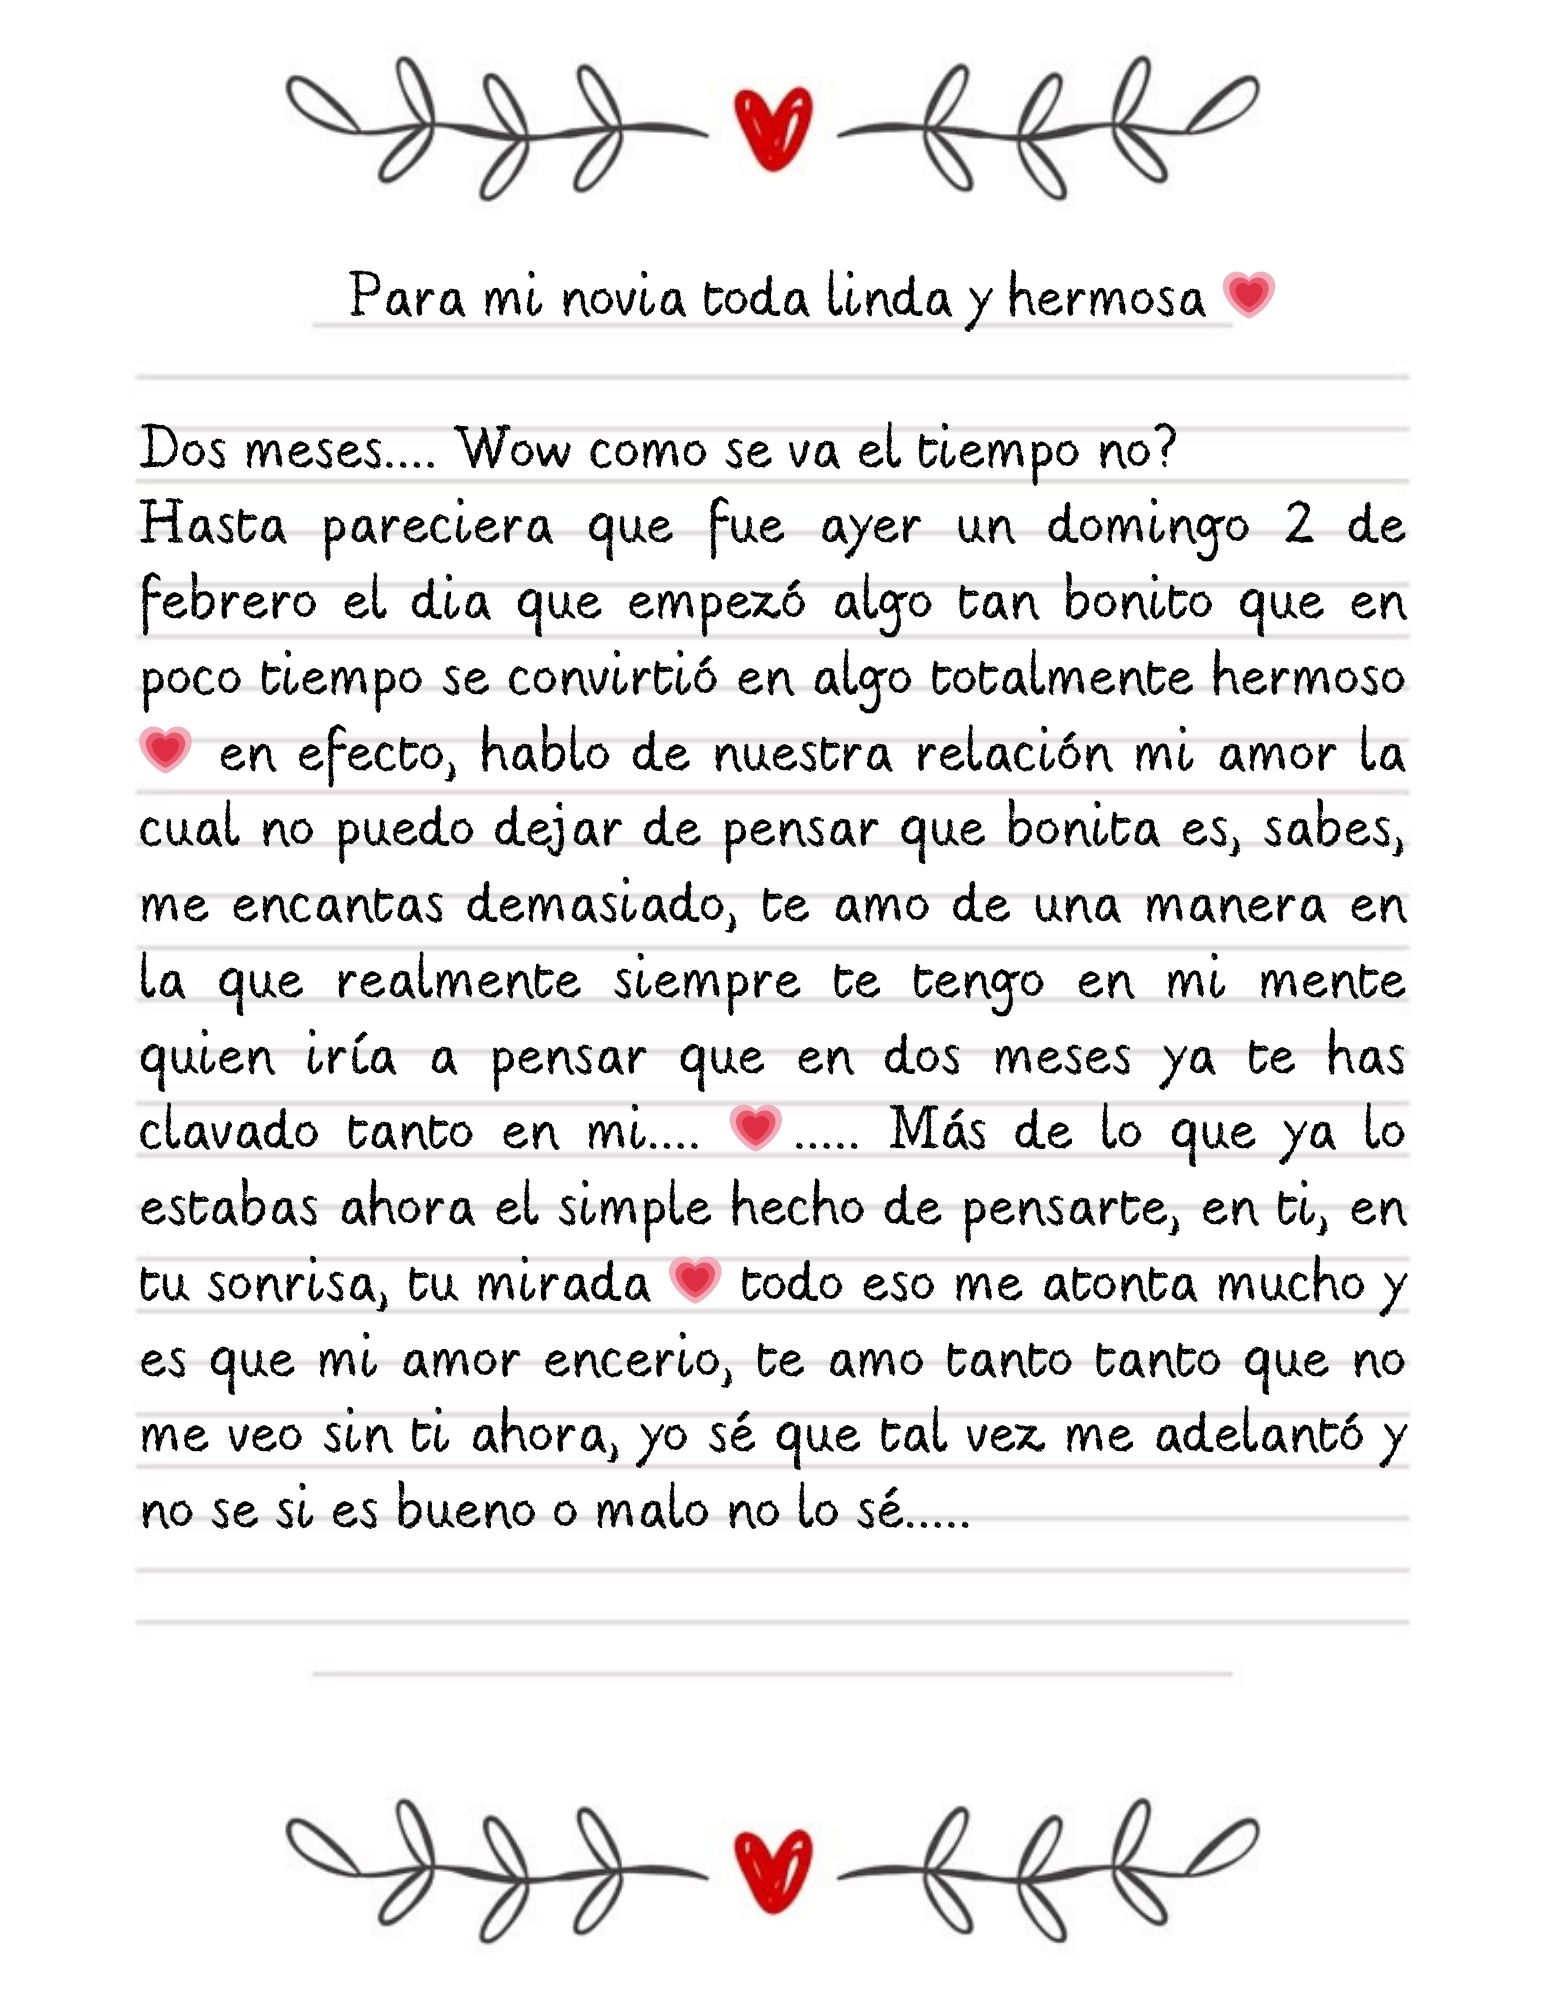 Para mi novia toda linda y hermosa 💗
Dos meses.... Wow como se va el tiempo no?
Hasta pareciera que fue ayer un domingo 2 de
febrero el dia que empezó algo tan bonito que en
poco tiempo se convirtió en algo totalmente hermoso
💗 en efecto, hablo de nuestra relación mi amor la
cual no puedo dejar de pensar que bonita es, sabes,
me encantas demasiado, te amo de una manera en
la que realmente siempre te tengo en mi mente
quien iría a pensar que en dos meses ya te has
clavado tanto en mi.... 💗..... Más de lo que ya lo
estabas ahora el simple hecho de pensarte, en ti, en
tu sonrisa, tu mirada 💗 todo eso me atonta mucho y
es que mi amor encerio, te amo tanto tanto que no
me veo sin ti ahora, yo sé que tal vez me adelantó y
no se si es bueno o malo no lo sé.....